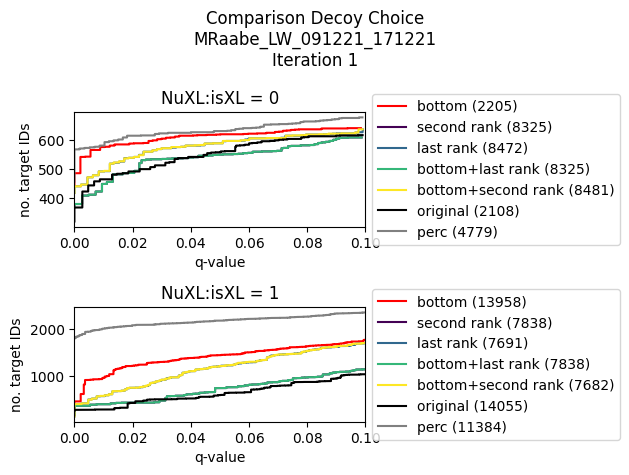 Comparison Decoy Choice
MRaabe_LW_091221_171221
Iteration 1
NuXL:isXL = 0
no. target IDs
600
500
400
0.00 0.02 0.04 0.06 0.08 0.10
q-value
bottom (2205)
second rank (8325)
last rank (8472)
bottom+last rank (8325)
bottom+second rank (8481)
original (2108)
perc (4779)
NuXL:isXL = 1
no. target IDs
2000
1000
0.00 0.02 0.04 0.06 0.08 0.10
q-value
bottom (13958)
second rank (7838)
last rank (7691)
bottom+last rank (7838)
bottom+second rank (7682)
original (14055)
perc (11384)